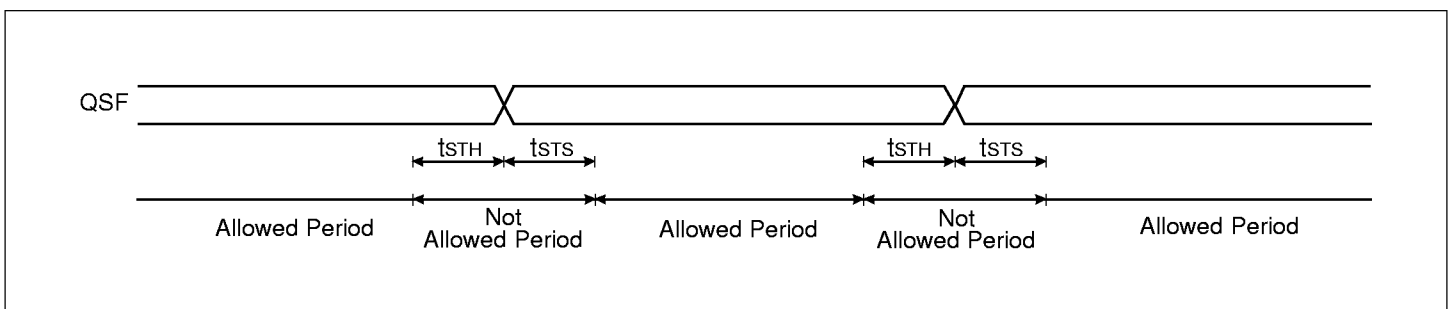 QSF
tSTH tSTS tSTH tSTS
Allowed Period
Not
Allowed Period
Allowed Period
Not
Allowed Period
Allowed Period